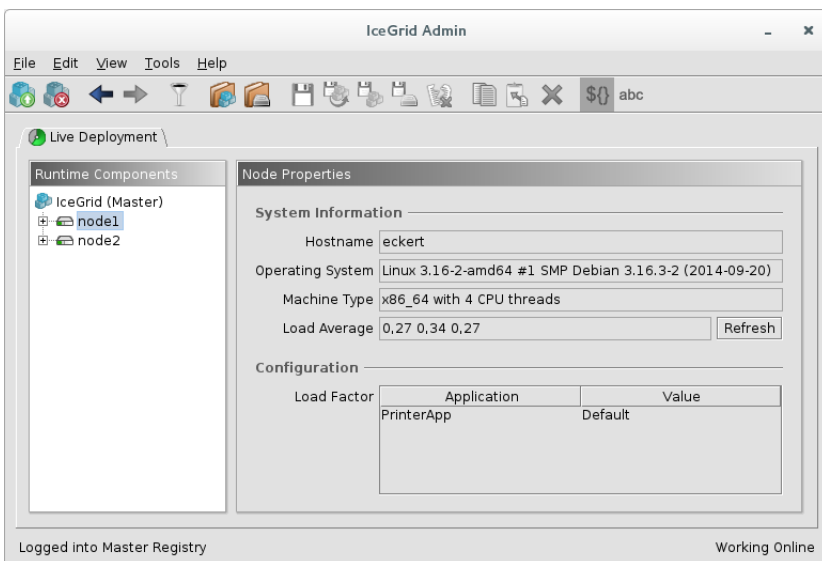 IceGrid Admin
File Edit View Tools Help
${} abc
Live Deployment
Runtime Components
IceGrid (Master)
node1
node2
Node Properties
System Information
Hostname eckert
Operating System Linux 3.16-2-amd64 #1 SMP Debian 3.16.3-2 (2014-09-20)
Machine Type x86_64 with 4 CPU threads
Load Average 0,27 0,34 0,27 Refresh
Configuration
Load Factor Application Value
PrinterApp Default
Logged into Master Registry Working Online